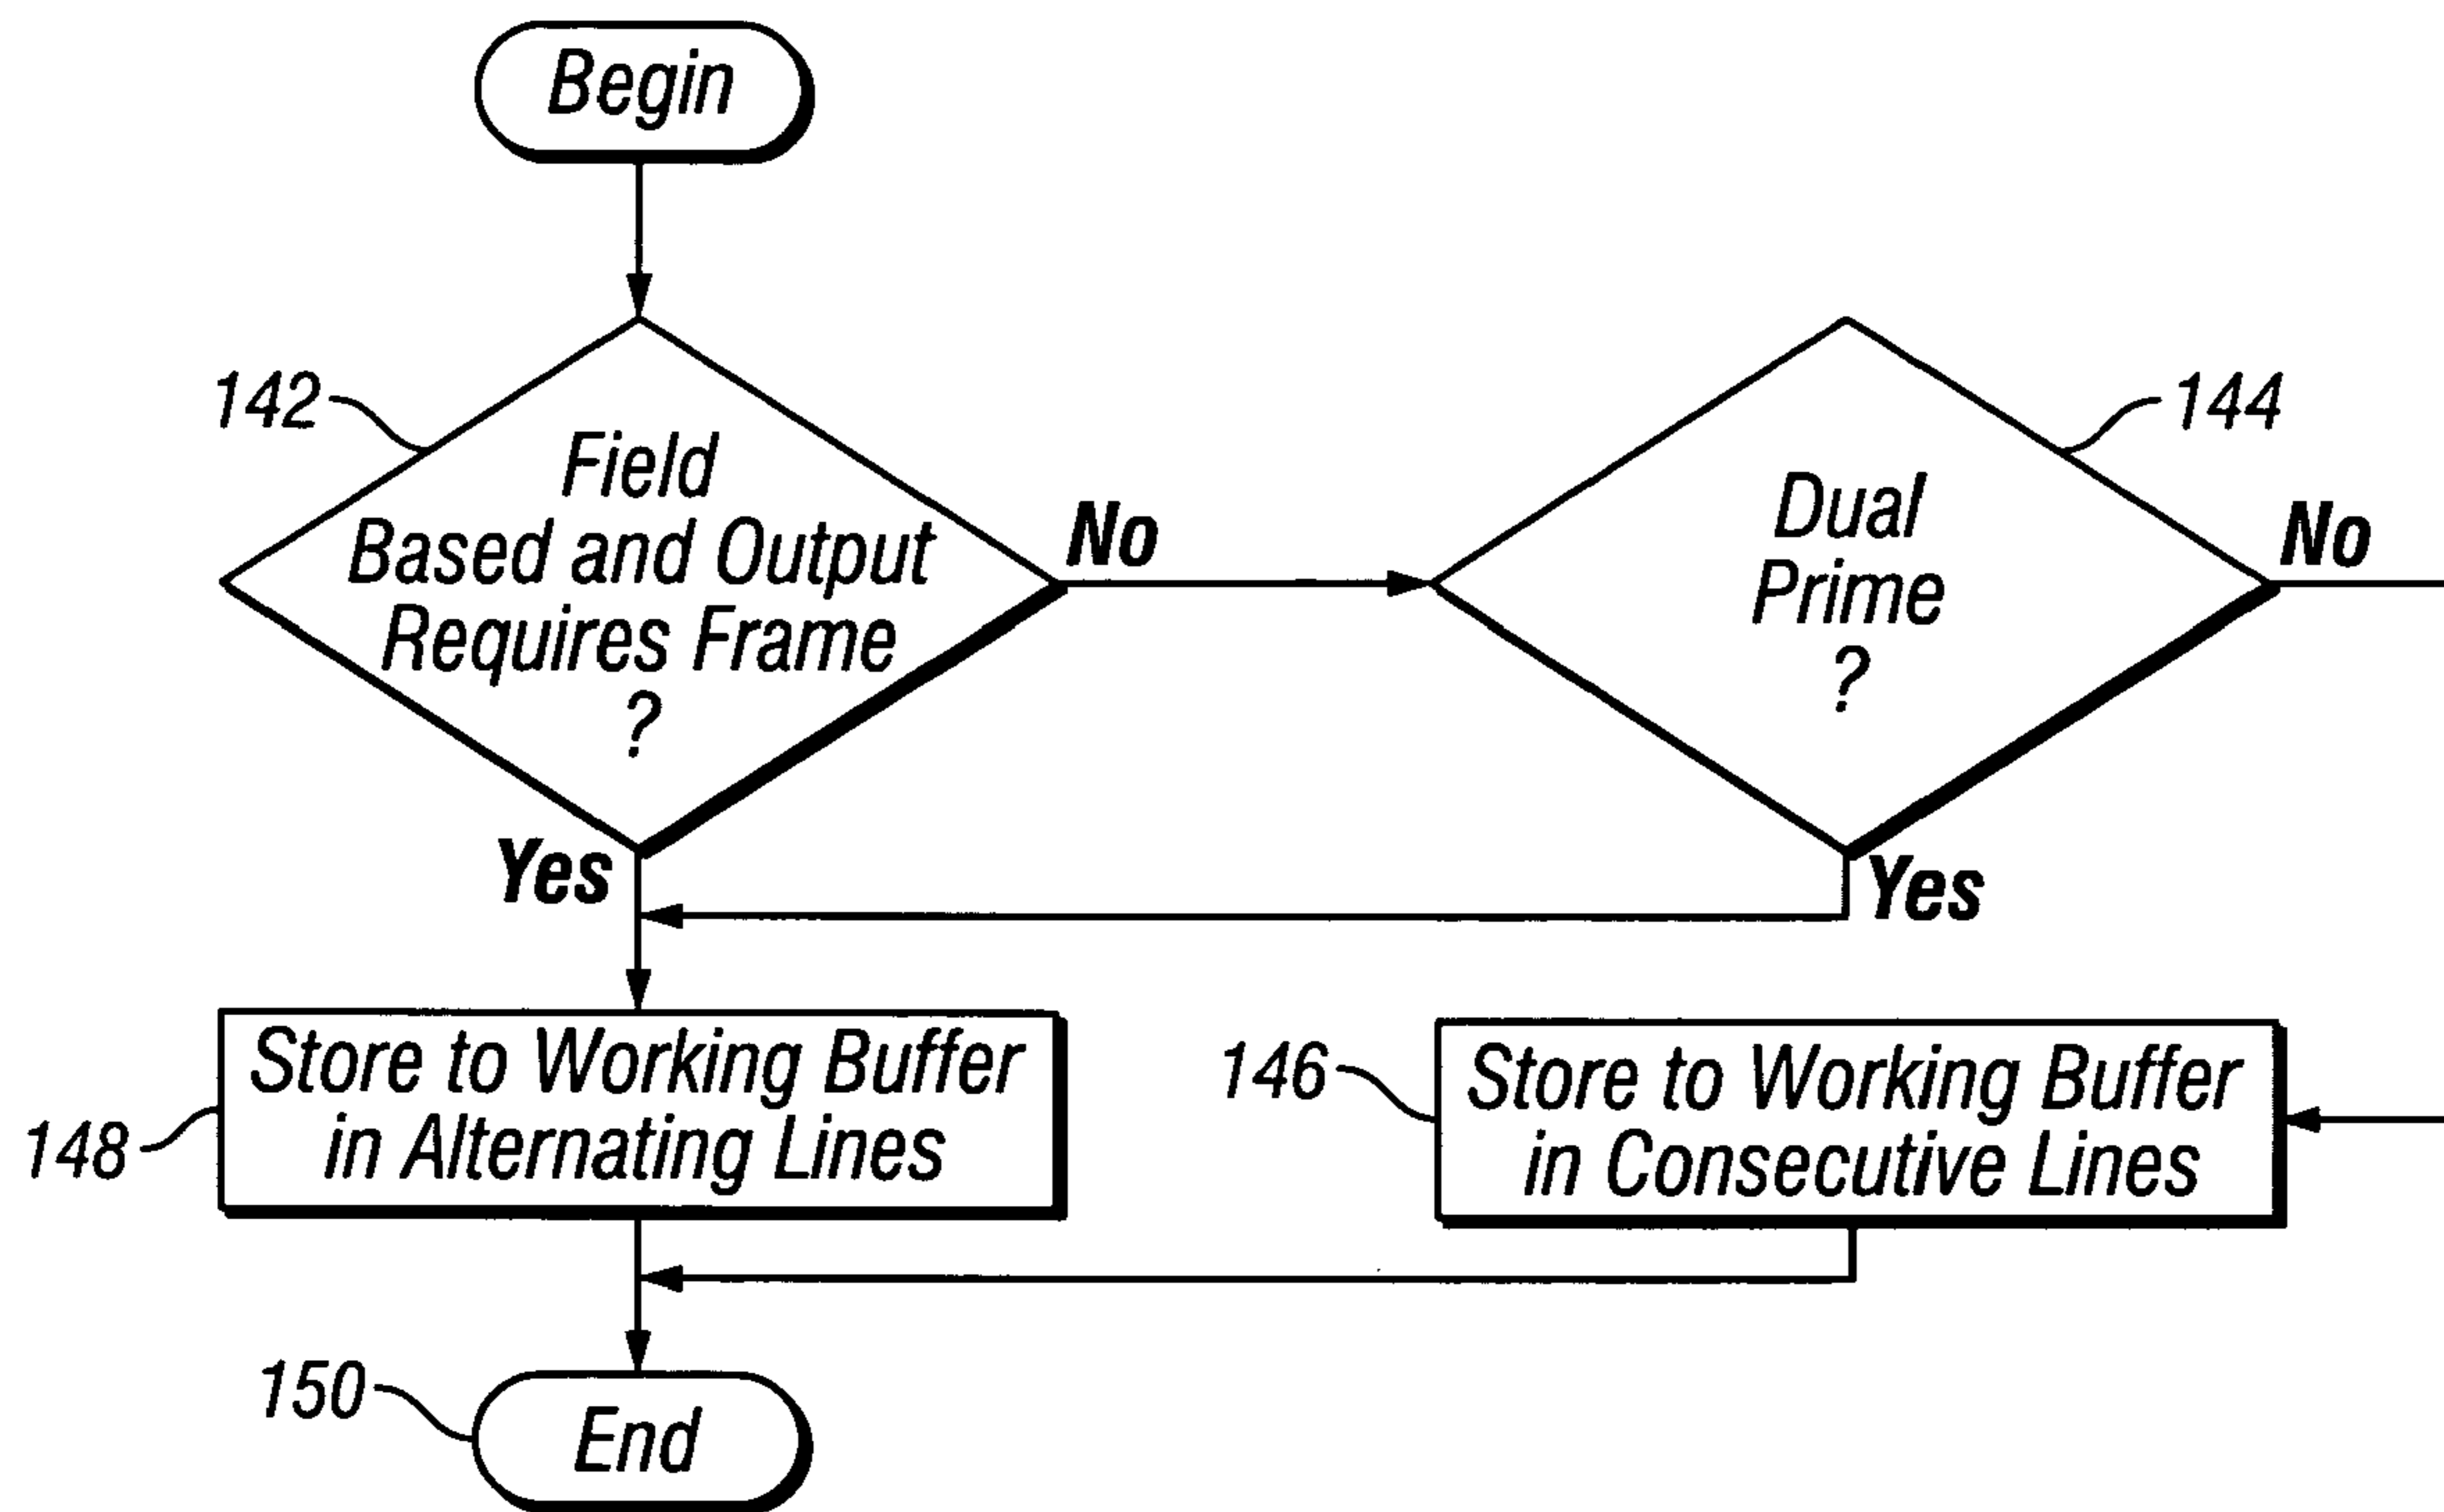 Begin
142
Field
Based and Output
Requires Frame
?
No
Yes
144
Dual
Prime
?
No
Yes
148
Store to Working Buffer
in Alternating Lines
146
Store to Working Buffer
in Consecutive Lines
150
End